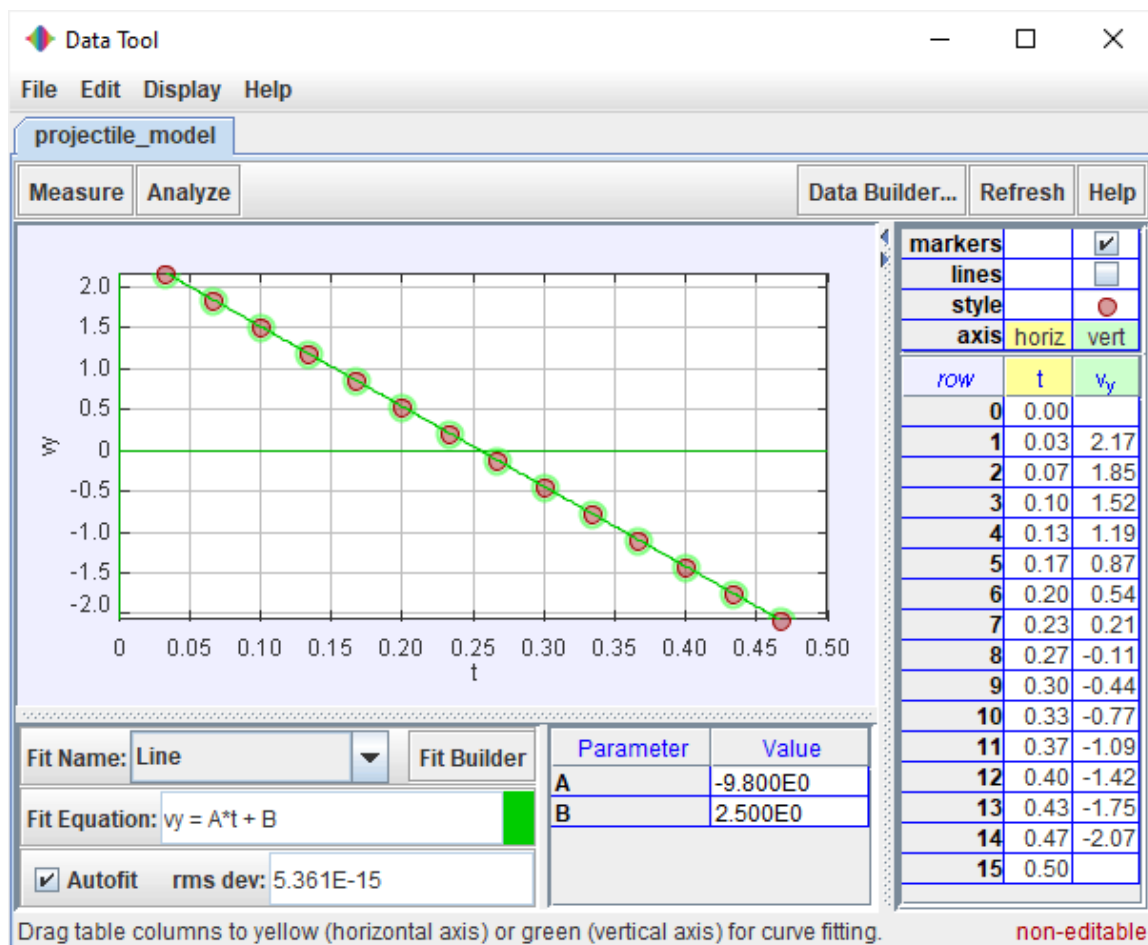 Data Tool
File Edit Display Help
projectile_model
Measure Analyze Data Builder... Refresh Help
markers
lines
style
axis horiz vert
row t vy
0 0.00
1 0.03 2.17
2 0.07 1.85
3 0.10 1.52
4 0.13 1.19
5 0.17 0.87
6 0.20 0.54
7 0.23 0.21
8 0.27 -0.11
9 0.30 -0.44
10 0.33 -0.77
11 0.37 -1.09
12 0.40 -1.42
13 0.43 -1.75
14 0.47 -2.07
15 0.50
2.0
1.5
1.0
0.5
0
-0.5
-1.0
-1.5
-2.0
vy
0 0.05 0.10 0.15 0.20 0.25 0.30 0.35 0.40 0.45 0.50
t
Fit Name: Line Fit Builder
Fit Equation: vy = A*t + B
Autofit rms dev: 5.361E-15
Parameter Value
A -9.800E0
B 2.500E0
Drag table columns to yellow (horizontal axis) or green (vertical axis) for curve fitting. non-editable